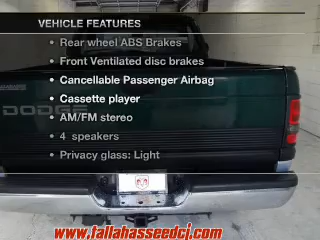 VEHICLE FEATURES
• Rear wheel ABS Brakes
• Front Ventilated disc brakes
• Cancellable Passenger Airbag
• Cassette player
• AM/FM stereo
• 4 speakers
• Privacy glass: Light
DODGE
www.tallahasseedcj.com